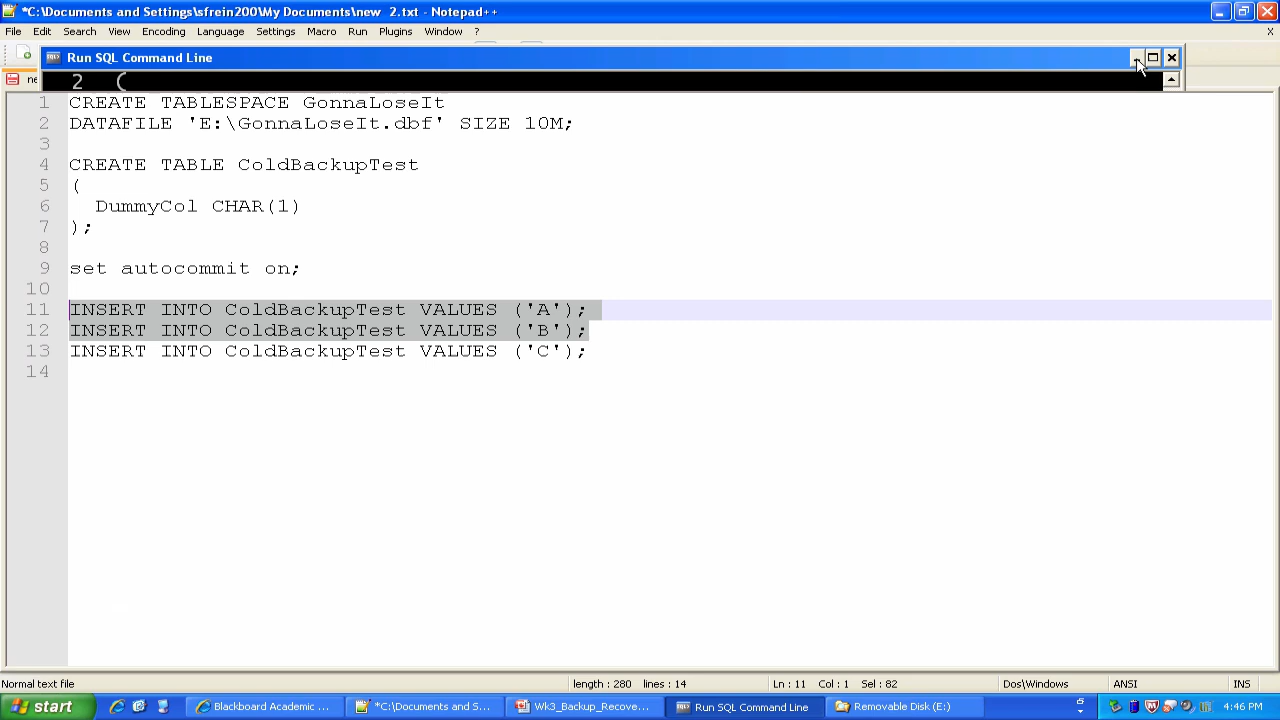 *C:\Documents and Settings\sfrein200\My Documents\new 2.txt - Notepad++
File Edit Search View Encoding Language Settings Macro Run Plugins Window ? X
Run SQL Command Line
ne
2 (
1 CREATE TABLESPACE GonnaLoseIt
2 DATAFILE 'E:\GonnaLoseIt.dbf' SIZE 10M;
3
4 CREATE TABLE ColdBackupTest
5 (
6 DummyCol CHAR(1)
7 );
8
9 set autocommit on;
10
11 INSERT INTO ColdBackupTest VALUES ('A');
12 INSERT INTO ColdBackupTest VALUES ('B');
13 INSERT INTO ColdBackupTest VALUES ('C');
14
Normal text file length : 280 lines : 14 Ln : 11 Col : 1 Sel : 82 Dos\Windows ANSI INS
start Blackboard Academic ... *C:\Documents and S... Wk3_Backup_Recove... Run SQL Command Line Removable Disk (E:) 4:46 PM